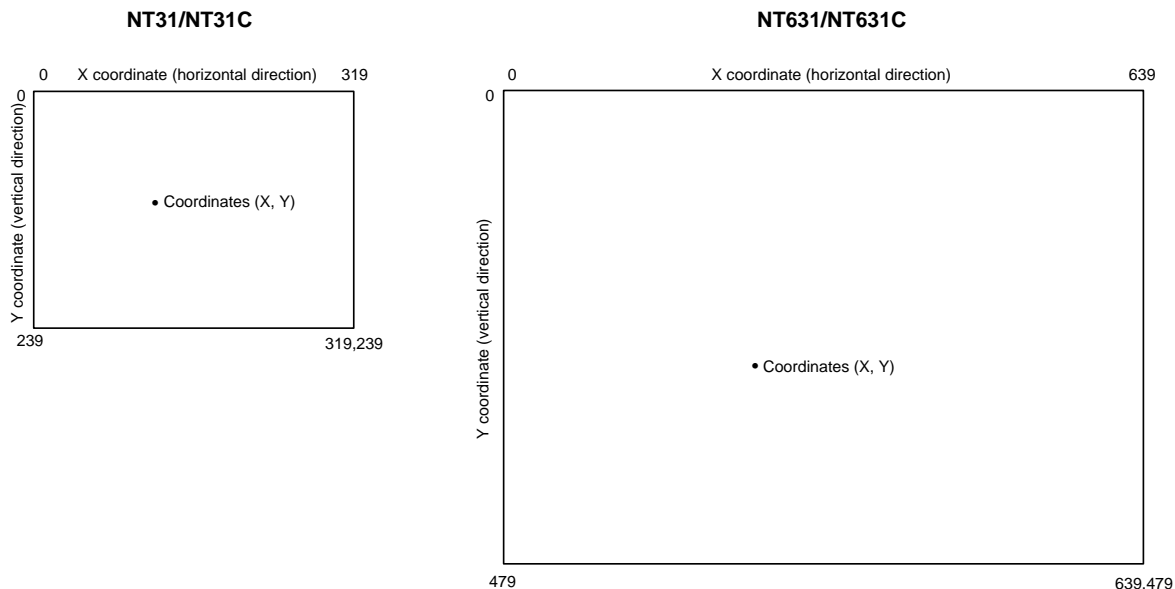 NT31/NT31C
0 X coordinate (horizontal direction) 319
0
Y coordinate (vertical direction)
• Coordinates (X, Y)
239
319,239
NT631/NT631C
0 X coordinate (horizontal direction) 639
0
Y coordinate (vertical direction)
• Coordinates (X, Y)
479
639.479